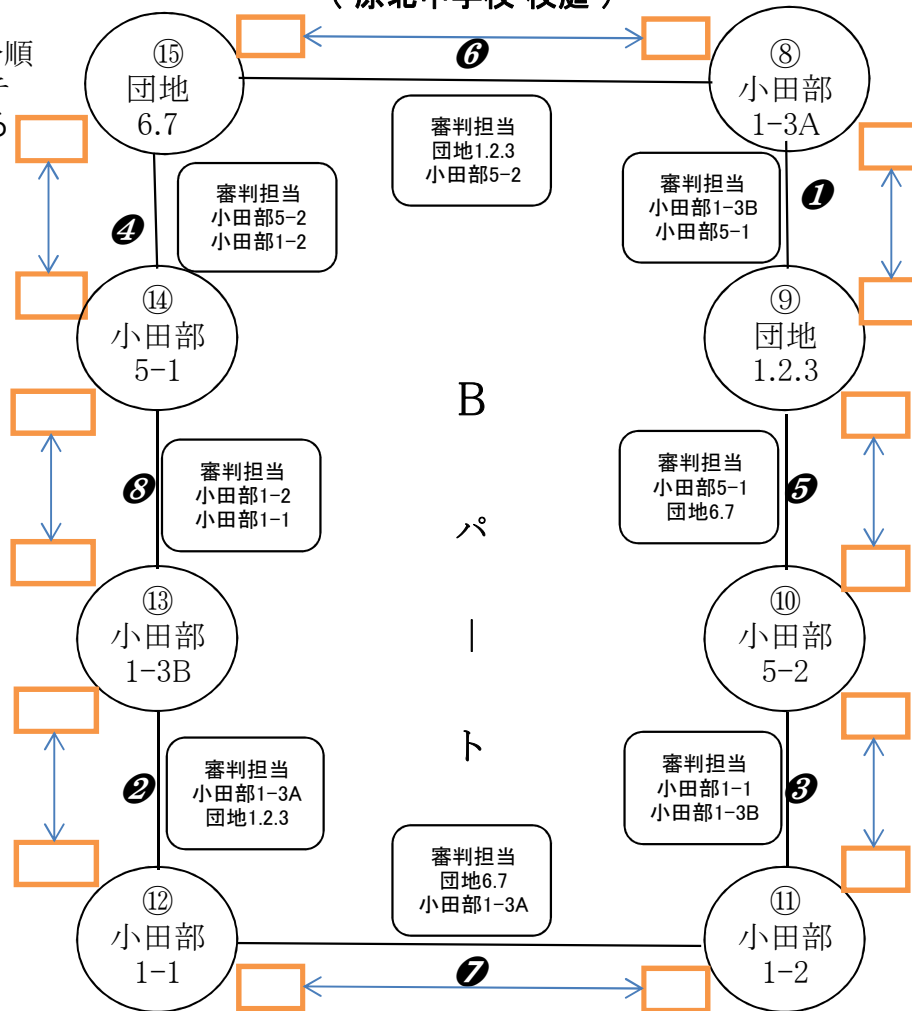 （ 原北中学校 校庭 ）
順
❻
⑮
団地
6.7
⑧
小田部
1-3A
審判担当
団地1.2.3
小田部5-2
審判担当
小田部5-2
小田部1-2
審判担当
小田部1-3B
小田部5-1
❹
❶
⑭
小田部
5-1
⑨
団地
1.2.3
B
パ
ー
ト
審判担当
小田部1-2
小田部1-1
❽
審判担当
小田部5-1
団地6.7
❺
⑬
小田部
1-3B
⑩
小田部
5-2
審判担当
小田部1-3A
団地1.2.3
❷
審判担当
小田部1-1
小田部1-3B
❸
審判担当
団地6.7
小田部1-3A
⑫
小田部
1-1
⑪
小田部
1-2
❼